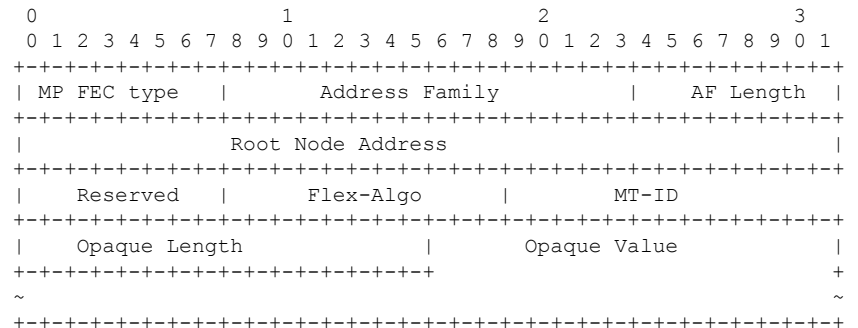 0                   1                   2                   3
 0 1 2 3 4 5 6 7 8 9 0 1 2 3 4 5 6 7 8 9 0 1 2 3 4 5 6 7 8 9 0 1
+-+-+-+-+-+-+-+-+-+-+-+-+-+-+-+-+-+-+-+-+-+-+-+-+-+-+-+-+-+-+-+-+
| MP FEC type   |       Address Family          |    AF Length  |
+-+-+-+-+-+-+-+-+-+-+-+-+-+-+-+-+-+-+-+-+-+-+-+-+-+-+-+-+-+-+-+-+
|                Root Node Address                              |
+-+-+-+-+-+-+-+-+-+-+-+-+-+-+-+-+-+-+-+-+-+-+-+-+-+-+-+-+-+-+-+-+
|    Reserved   |      Flex-Algo      |        MT-ID
+-+-+-+-+-+-+-+-+-+-+-+-+-+-+-+-+-+-+-+-+-+-+-+-+-+-+-+-+-+-+-+-+
|    Opaque Length              |       Opaque Value            |
+-+-+-+-+-+-+-+-+-+-+-+-+-+-+-+-+                               +
~                                                               ~
+-+-+-+-+-+-+-+-+-+-+-+-+-+-+-+-+-+-+-+-+-+-+-+-+-+-+-+-+-+-+-+-+